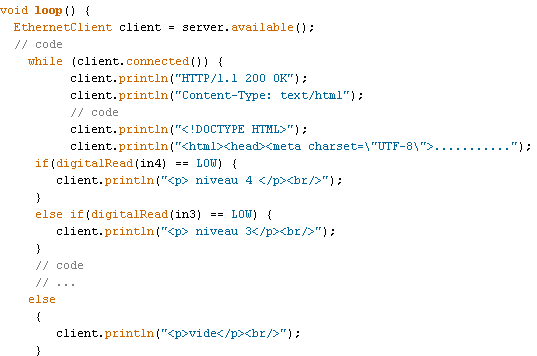 void loop() {
EthernetClient client = server.available();
// code
while (client.connected()) {
client.println("HTTP/1.1 200 OK");
client.println("Content-Type: text/html");
// code
client.println("<!DOCTYPE HTML>");
client.println("<html><head><meta charset=\"UTF-8\">...........");
if(digitalRead(in4) == LOW) {
client.println("<p> niveau 4 </p><br/>");
}
else if(digitalRead(in3) == LOW) {
client.println("<p> niveau 3</p><br/>");
}
// code
// ...
else
{
client.println("<p>vide</p><br/>");
}